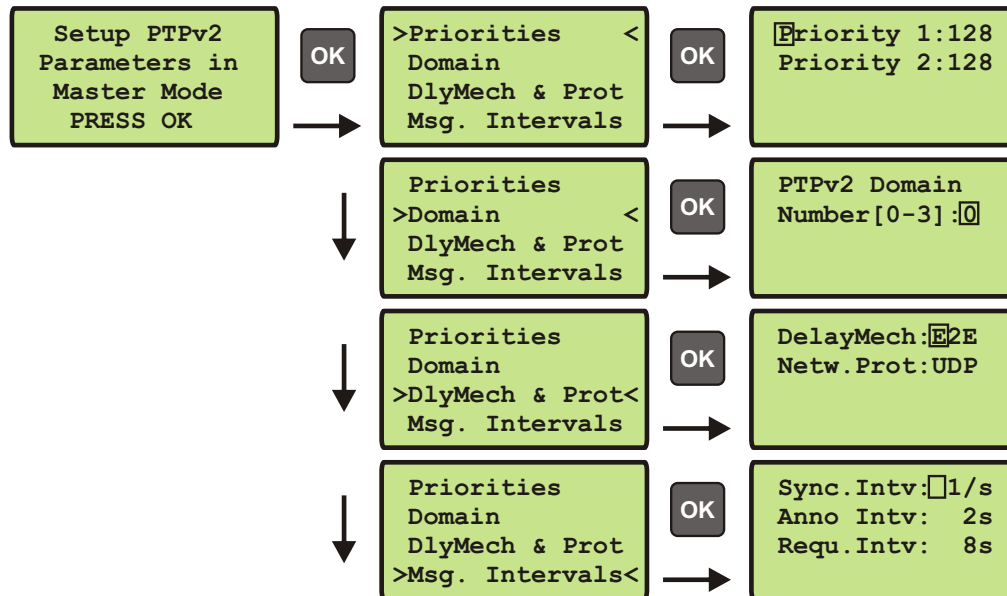 Setup PTPv2
Parameters in
Master Mode
PRESS OK
OK
>Priorities <
Domain
DlyMech & Prot
Msg. Intervals
OK
Priority 1:128
Priority 2:128
Priorities
>Domain <
DlyMech & Prot
Msg. Intervals
OK
PTPv2 Domain
Number[0-3]:0
Priorities
Domain
>DlyMech & Prot<
Msg. Intervals
OK
DelayMech:E2E
Netw.Prot:UDP
Priorities
Domain
DlyMech & Prot
>Msg. Intervals<
OK
Sync.Intv: 1/s
Anno Intv: 2s
Requ.Intv: 8s